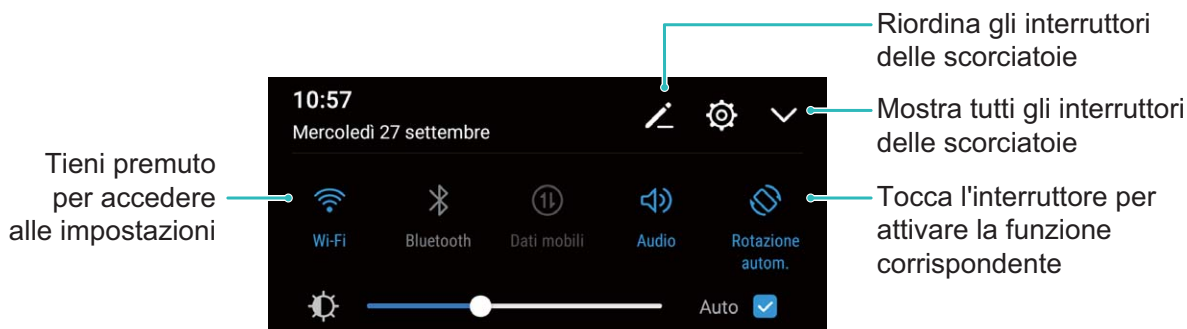 Riordina gli interruttori
delle scorciatoie
10:57
Mercoledì 27 settembre
Mostra tutti gli interruttori
delle scorciatoie
Tieni premuto
per accedere
alle impostazioni
Wi-Fi
Bluetooth
Dati mobili
Audio
Rotazione
autom.
Tocca l'interruttore per
attivare la funzione
corrispondente
Auto